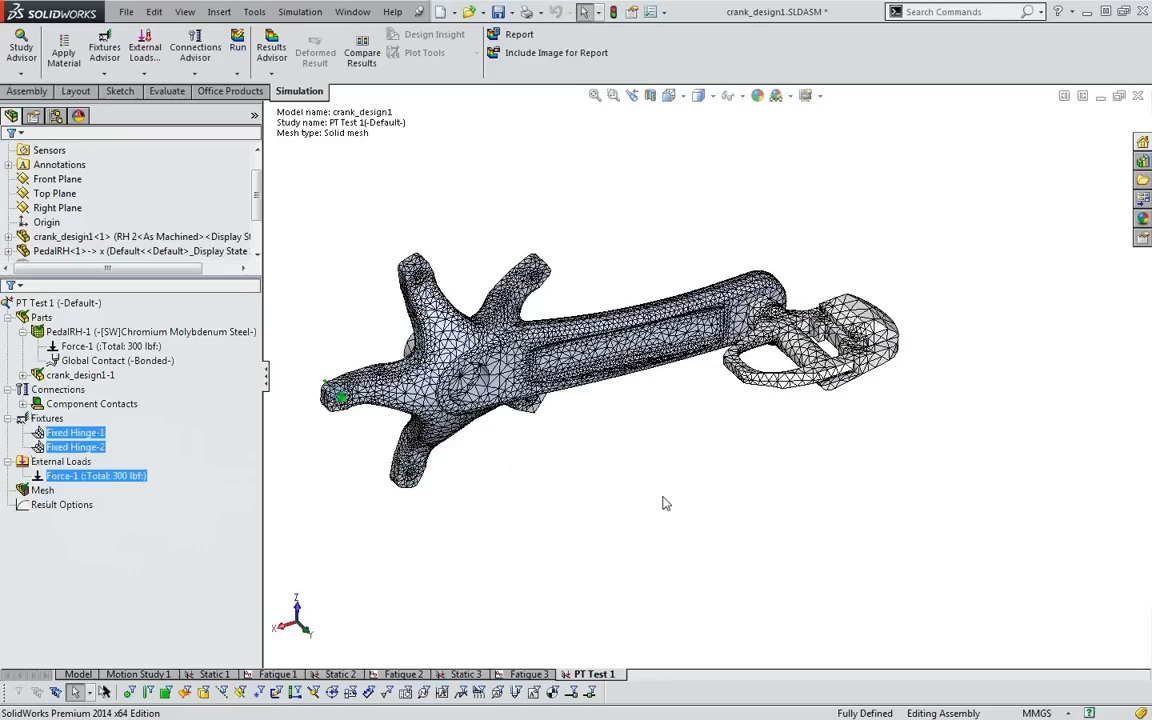 SOLIDWORKS File Edit View Insert Tools Simulation Window Help crank_design1.SLDASM * Search Commands
Study Advisor
Apply Material
Fixtures Advisor
External Loads...
Connections Advisor
Run
Results Advisor
Deformed Result
Compare Results
Design Insight
Plot Tools
Report
Include Image for Report
Assembly Layout Sketch Evaluate Office Products Simulation
Model name: crank_design1
Study name: PT Test 1(-Default-)
Mesh type: Solid mesh
Sensors
Annotations
Front Plane
Top Plane
Right Plane
Origin
crank_design1<1> (RH 2<As Machined><Display St
PedalRH<1>-> x (Default<<Default>_Display State
PT Test 1 (-Default-)
Parts
PedalRH-1 (-[SW]Chromium Molybdenum Steel-)
Force-1 (:Total: 300 lbf:)
Global Contact (-Bonded-)
crank_design1-1
Connections
Component Contacts
Fixtures
Fixed Hinge-1
Fixed Hinge-2
External Loads
Force-1 (:Total: 300 lbf:)
Mesh
Result Options
Z
X
Y
Model Motion Study 1 Static 1 Fatigue 1 Static 2 Fatigue 2 Static 3 Fatigue 3 PT Test 1
SolidWorks Premium 2014 x64 Edition Fully Defined Editing Assembly MMGS